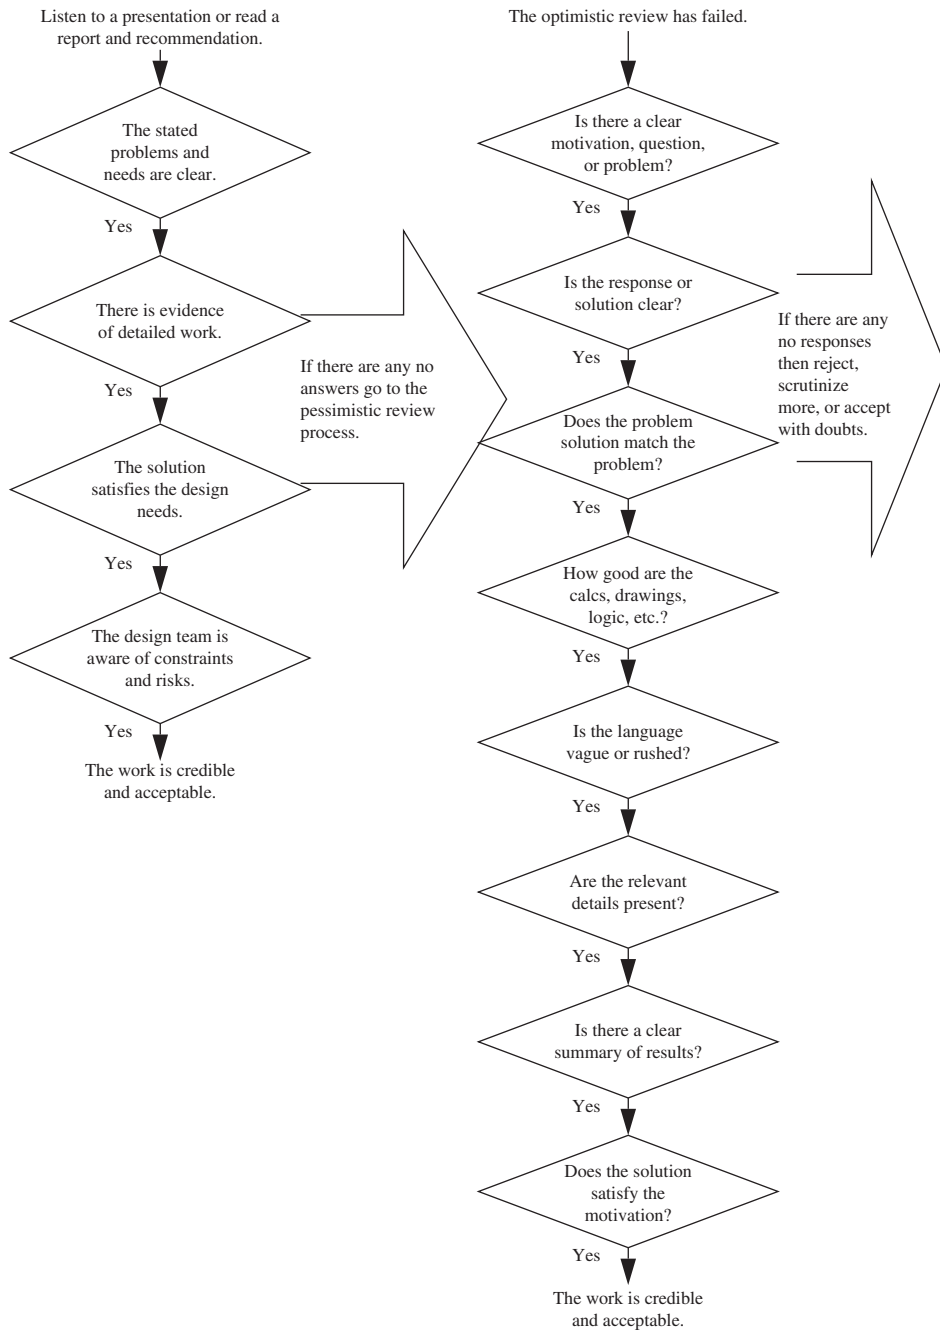 Listen to a presentation or read a
report and recommendation.
The stated
problems and
needs are clear.
Yes
There is evidence
of detailed work.
Yes
The solution
satisfies the design
needs.
Yes
The design team is
aware of constraints
and risks.
Yes
The work is credible
and acceptable.
If there are any no
answers go to the
pessimistic review
process.
The optimistic review has failed.
Is there a clear
motivation, question,
or problem?
Yes
Is the response or
solution clear?
Yes
Does the problem
solution match the
problem?
Yes
How good are the
calcs, drawings,
logic, etc.?
Yes
Is the language
vague or rushed?
Yes
Are the relevant
details present?
Yes
Is there a clear
summary of results?
Yes
Does the solution
satisfy the
motivation?
Yes
The work is credible
and acceptable.
If there are any
no responses
then reject,
scrutinize
more, or accept
with doubts.